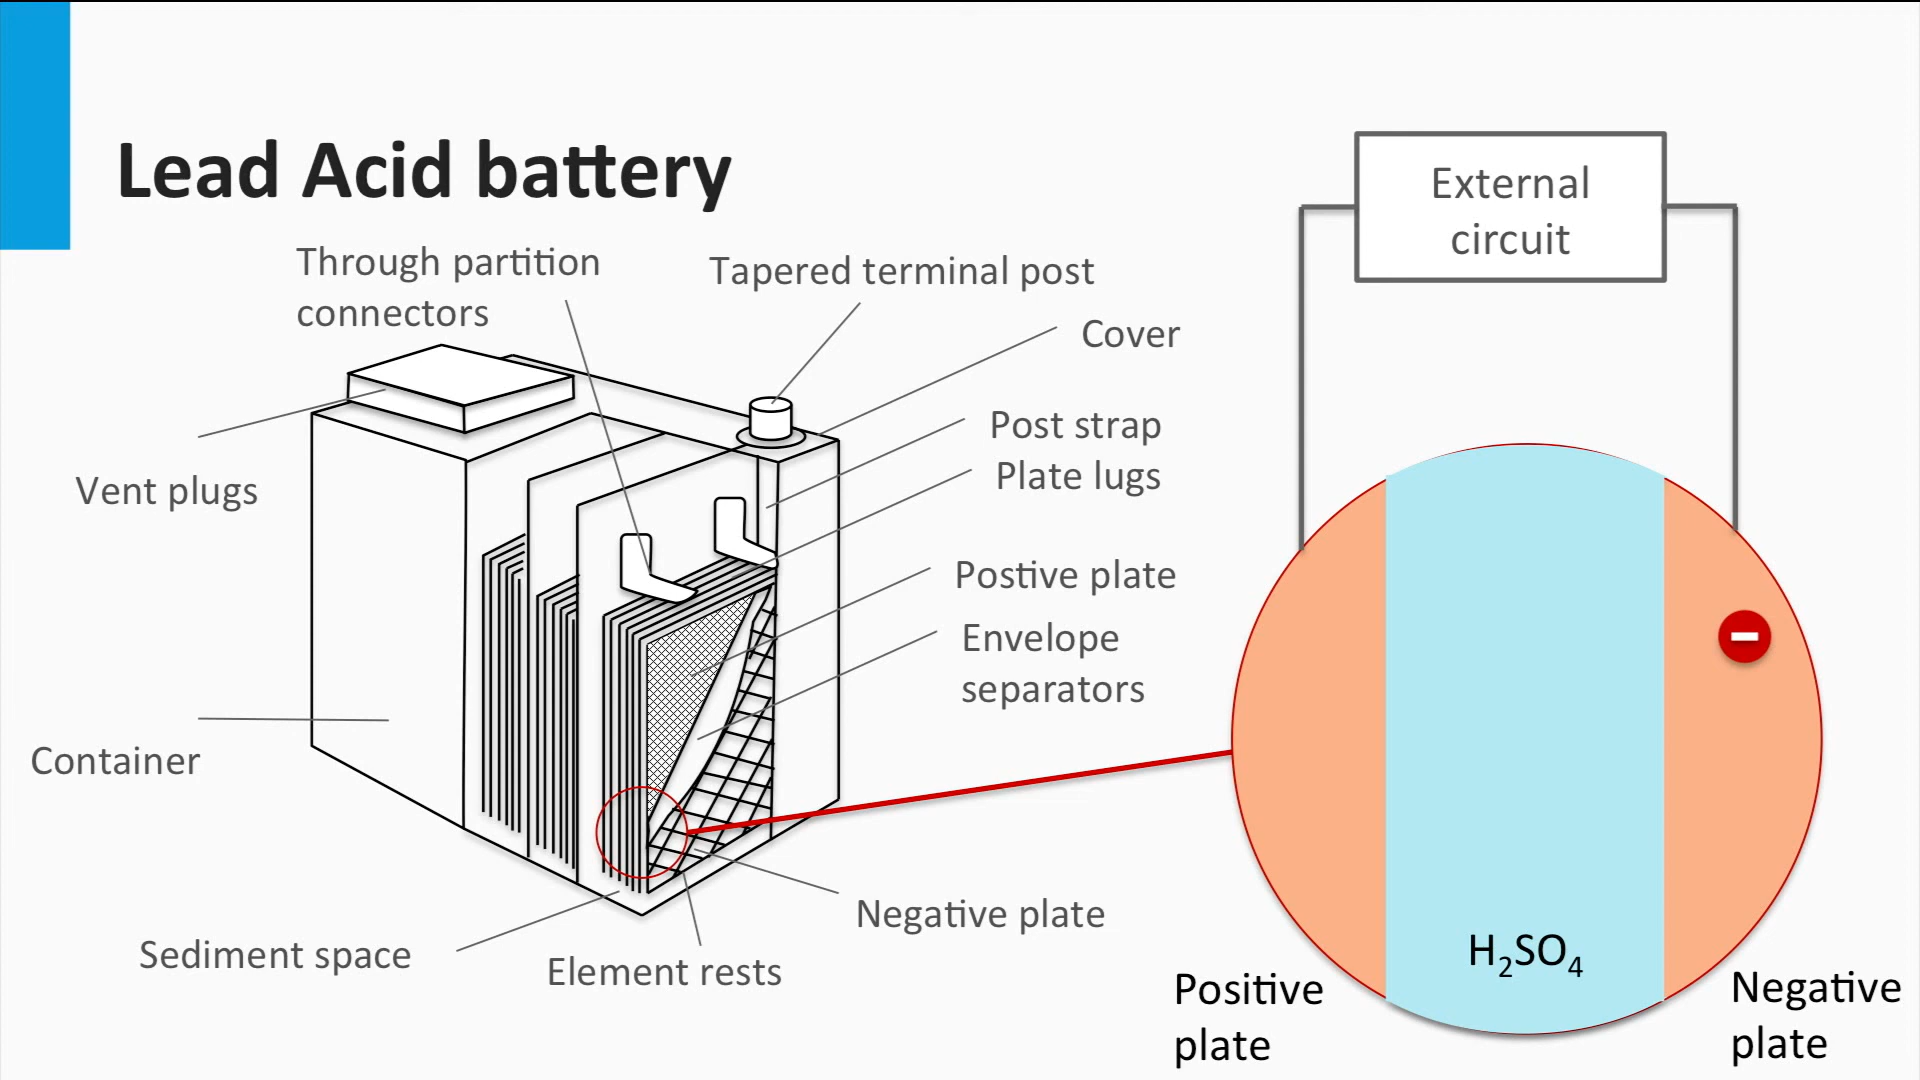 Lead Acid battery
Through partition
connectors
Tapered terminal post
Cover
Post strap
Plate lugs
Vent plugs
Postive plate
Envelope
separators
Container
Negative plate
Sediment space
Element rests
External
circuit
H₂SO₄
Positive
plate
Negative
plate